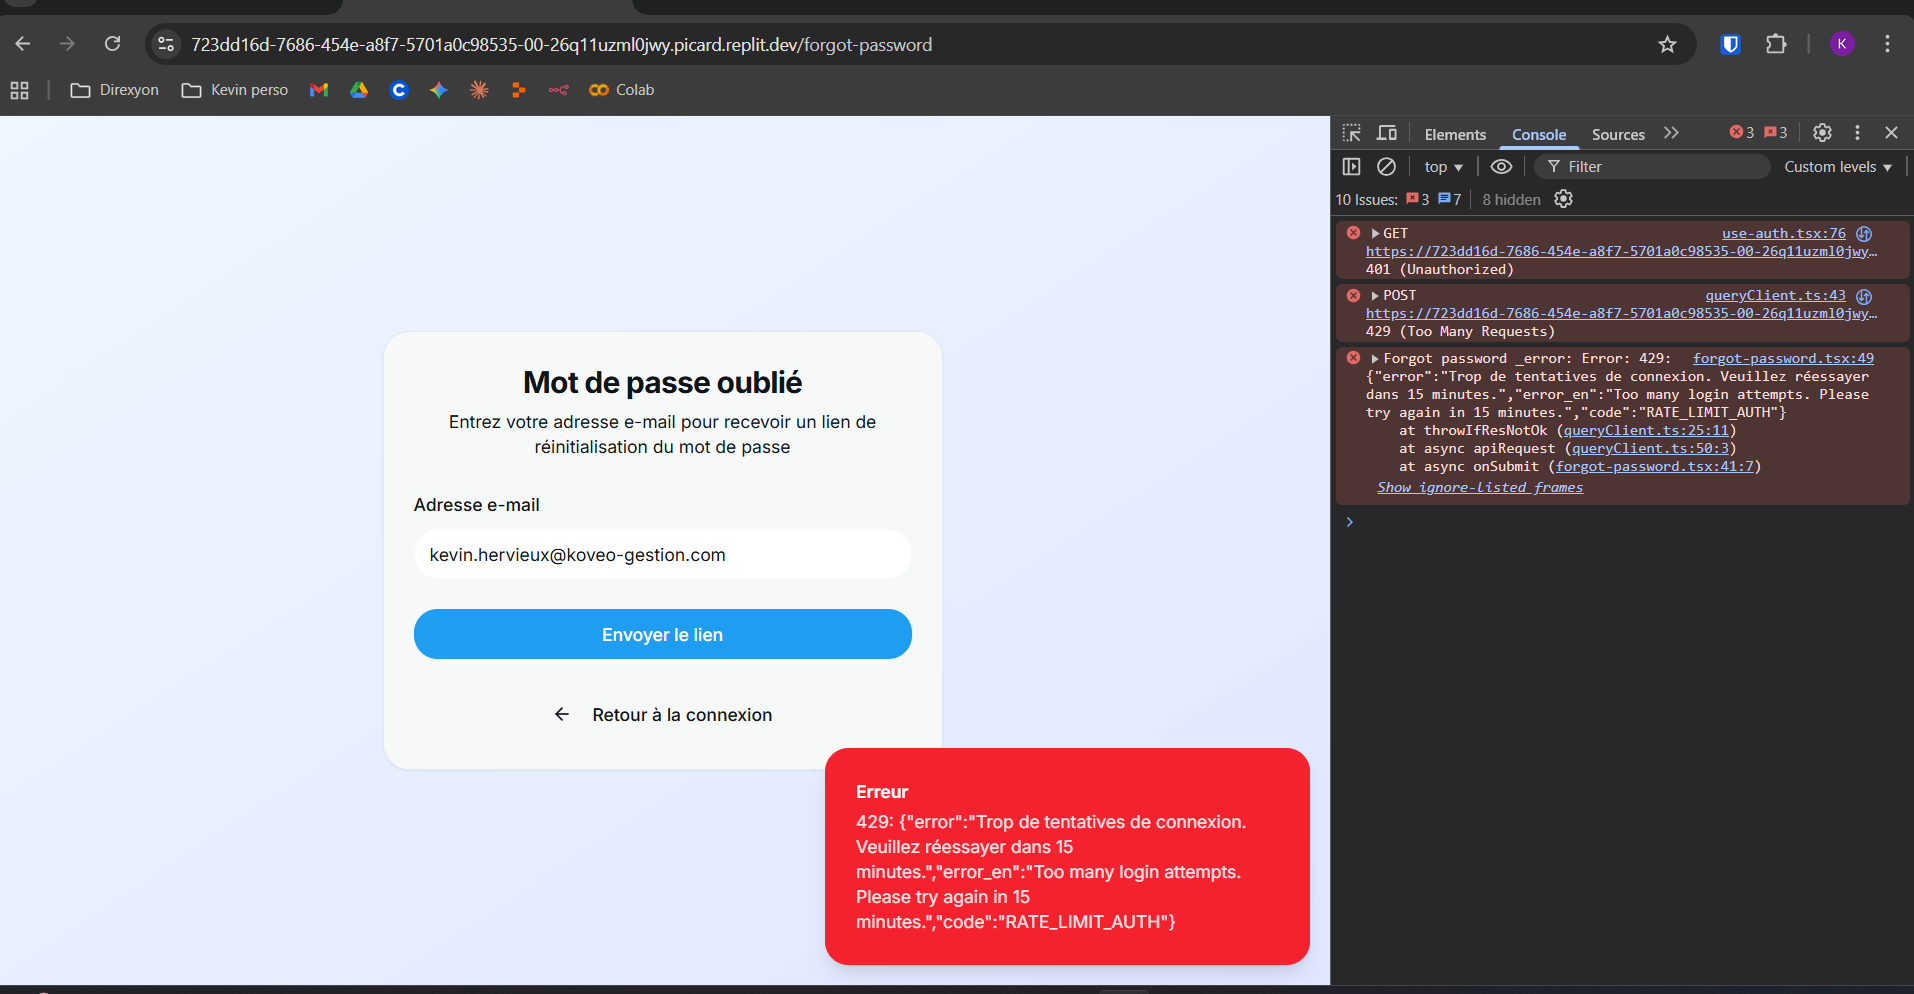 723dd16d-7686-454e-a8f7-5701a0c98535-00-26q11uzml0jwy.picard.replit.dev/forgot-password
K
Direxyon
Kevin perso
Colab
Mot de passe oublié
Entrez votre adresse e-mail pour recevoir un lien de
réinitialisation du mot de passe
Adresse e-mail
kevin.hervieux@koveo-gestion.com
Envoyer le lien
Retour à la connexion
Erreur
429: {"error":"Trop de tentatives de connexion.
Veuillez réessayer dans 15
minutes.","error_en":"Too many login attempts.
Please try again in 15
minutes.","code":"RATE_LIMIT_AUTH"}
Elements Console Sources 3 3
top Filter Custom levels
10 Issues: 3 7 8 hidden
GET use-auth.tsx:76
https://723dd16d-7686-454e-a8f7-5701a0c98535-00-26q11uzml0jwy…
401 (Unauthorized)
POST queryClient.ts:43
https://723dd16d-7686-454e-a8f7-5701a0c98535-00-26q11uzml0jwy…
429 (Too Many Requests)
Forgot password _error: Error: 429: forgot-password.tsx:49
{"error":"Trop de tentatives de connexion. Veuillez réessayer
dans 15 minutes.","error_en":"Too many login attempts. Please
try again in 15 minutes.","code":"RATE_LIMIT_AUTH"}
at throwIfResNotOk (queryClient.ts:25:11)
at async apiRequest (queryClient.ts:50:3)
at async onSubmit (forgot-password.tsx:41:7)
Show ignore-listed frames